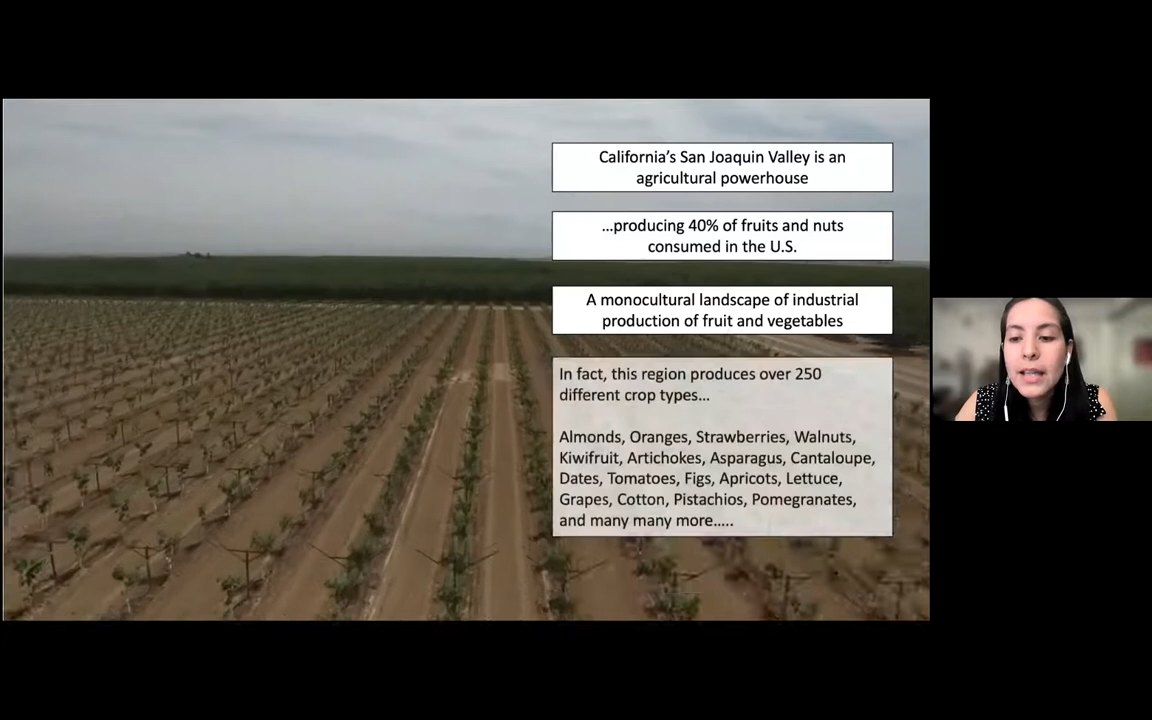 California’s San Joaquin Valley is an
agricultural powerhouse
…producing 40% of fruits and nuts
consumed in the U.S.
A monocultural landscape of industrial
production of fruit and vegetables
In fact, this region produces over 250
different crop types…
Almonds, Oranges, Strawberries, Walnuts,
Kiwifruit, Artichokes, Asparagus, Cantaloupe,
Dates, Tomatoes, Figs, Apricots, Lettuce,
Grapes, Cotton, Pistachios, Pomegranates,
and many many more…..